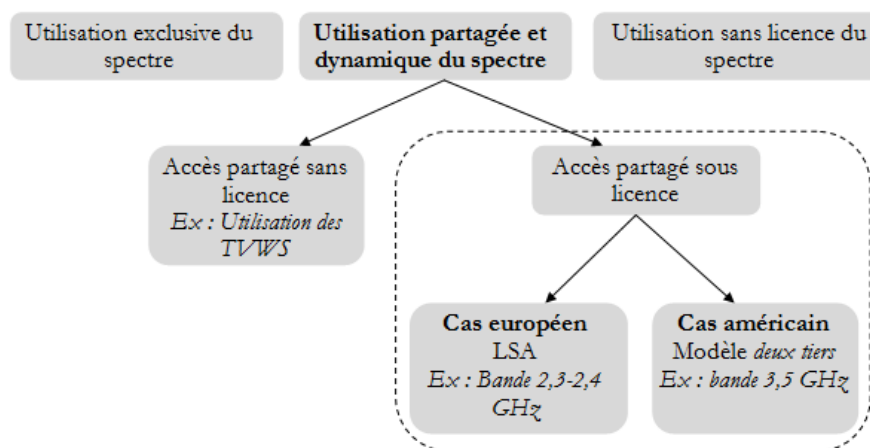 Utilisation exclusive du
spectre
Utilisation partagée et
dynamique du spectre
Utilisation sans licence du
spectre
Accès partagé sans
licence
Ex : Utilisation des
TVWS
Accès partagé sous
licence
Cas européen
LSA
Ex : Bande 2,3-2,4
GHz
Cas américain
Modèle deux tiers
Ex : bande 3,5 GHz